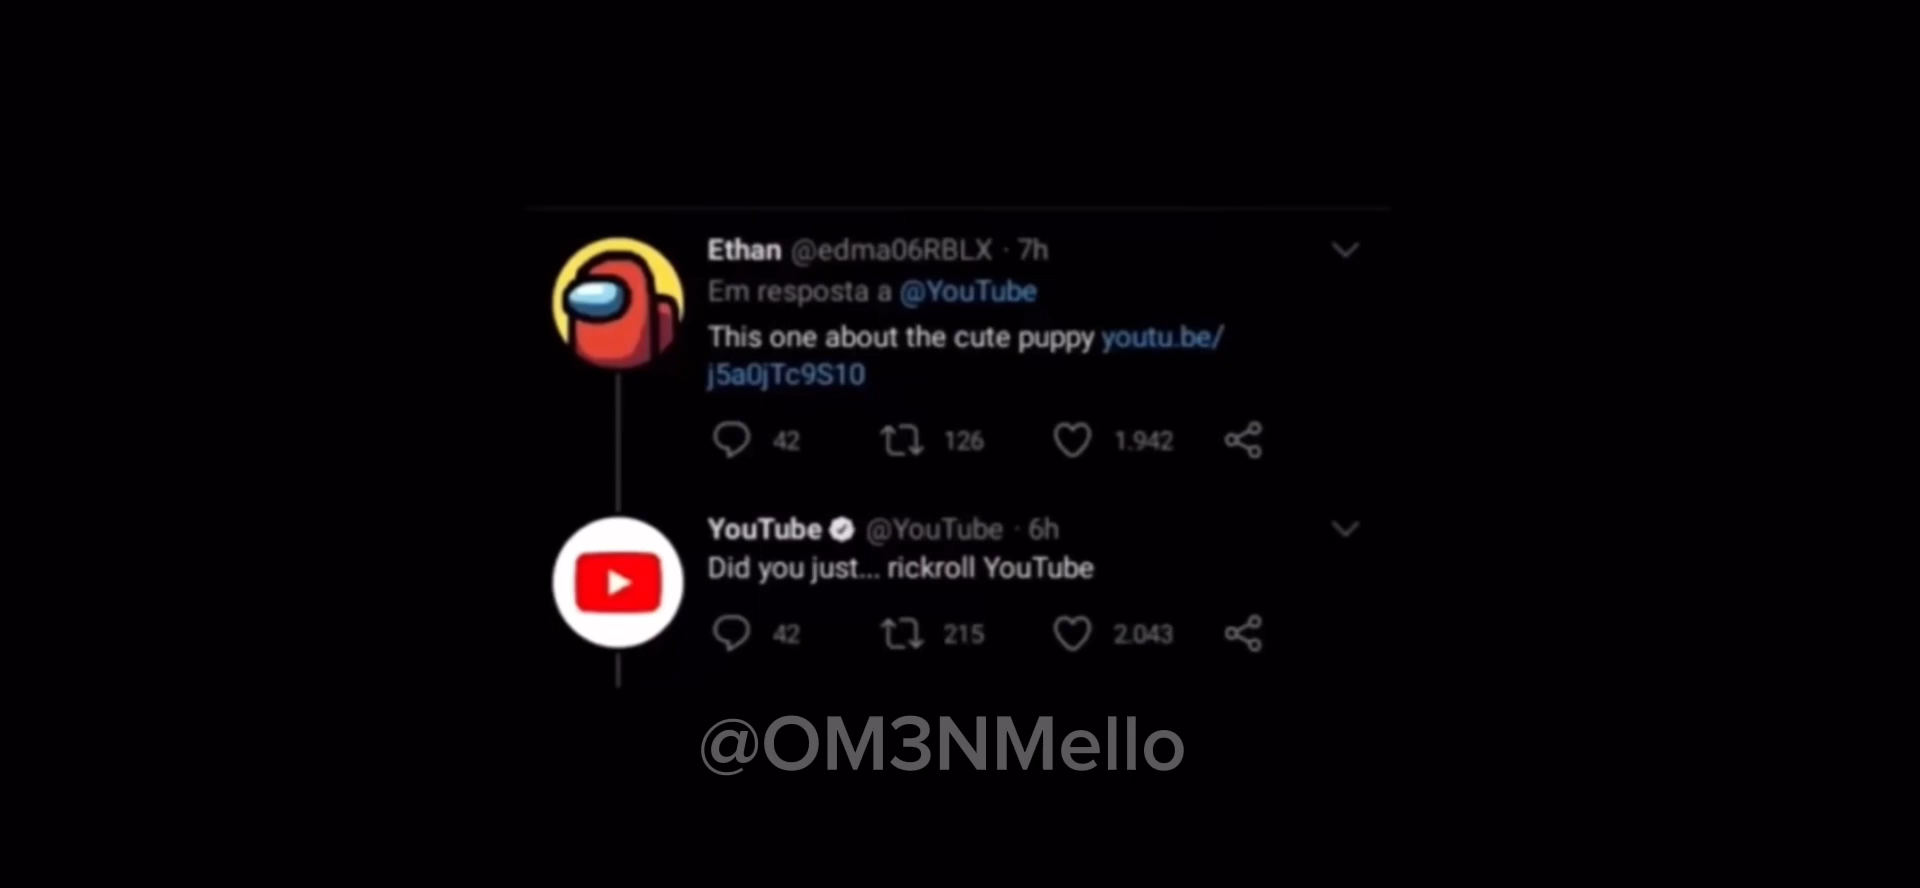 Ethan @edma06RBLX · 7h
Em resposta a @YouTube
This one about the cute puppy youtu.be/
j5a0jTc9S10
42 126 1.942
YouTube @YouTube · 6h
Did you just... rickroll YouTube
42 215 2.043
@OM3NMello